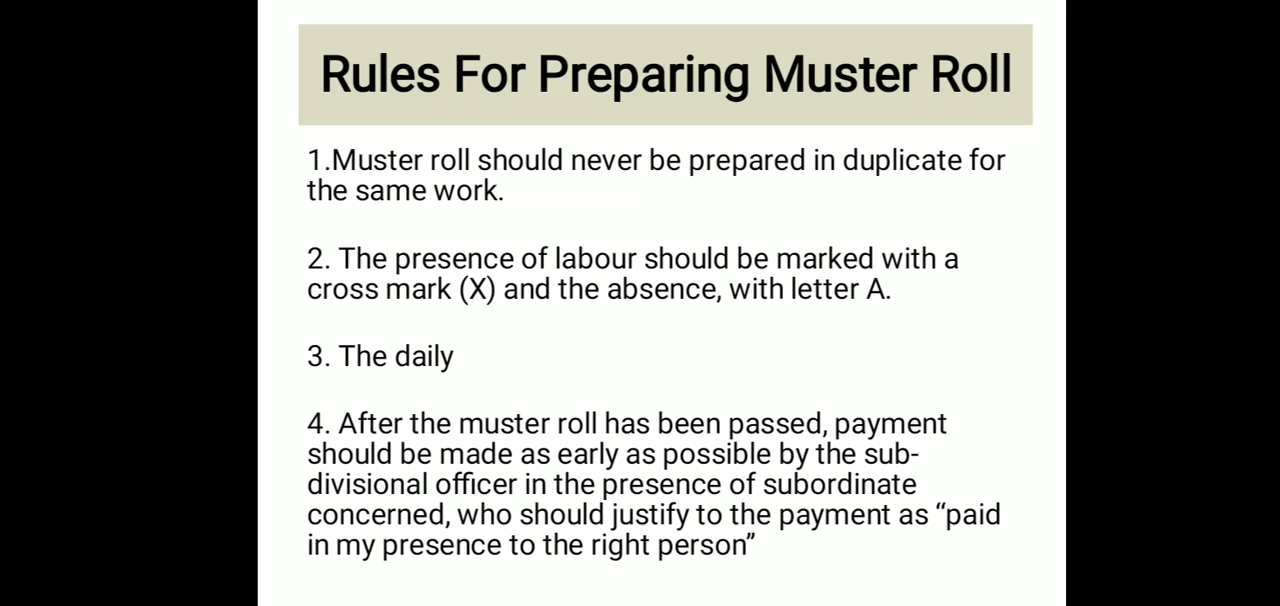 Rules For Preparing Muster Roll
1.Muster roll should never be prepared in duplicate for
the same work.
2. The presence of labour should be marked with a
cross mark (X) and the absence, with letter A.
3. The daily
4. After the muster roll has been passed, payment
should be made as early as possible by the sub-
divisional officer in the presence of subordinate
concerned, who should justify to the payment as “paid
in my presence to the right person”